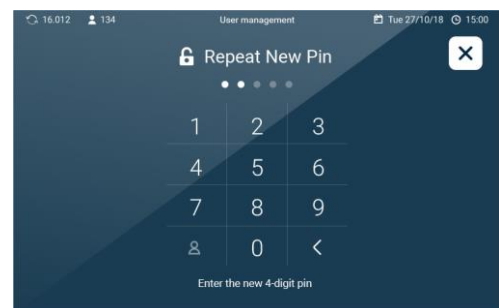 16.012 134 User management Tue 27/10/18 15:00
Repeat New Pin
1 2 3
4 5 6
7 8 9
0
Enter the new 4-digit pin